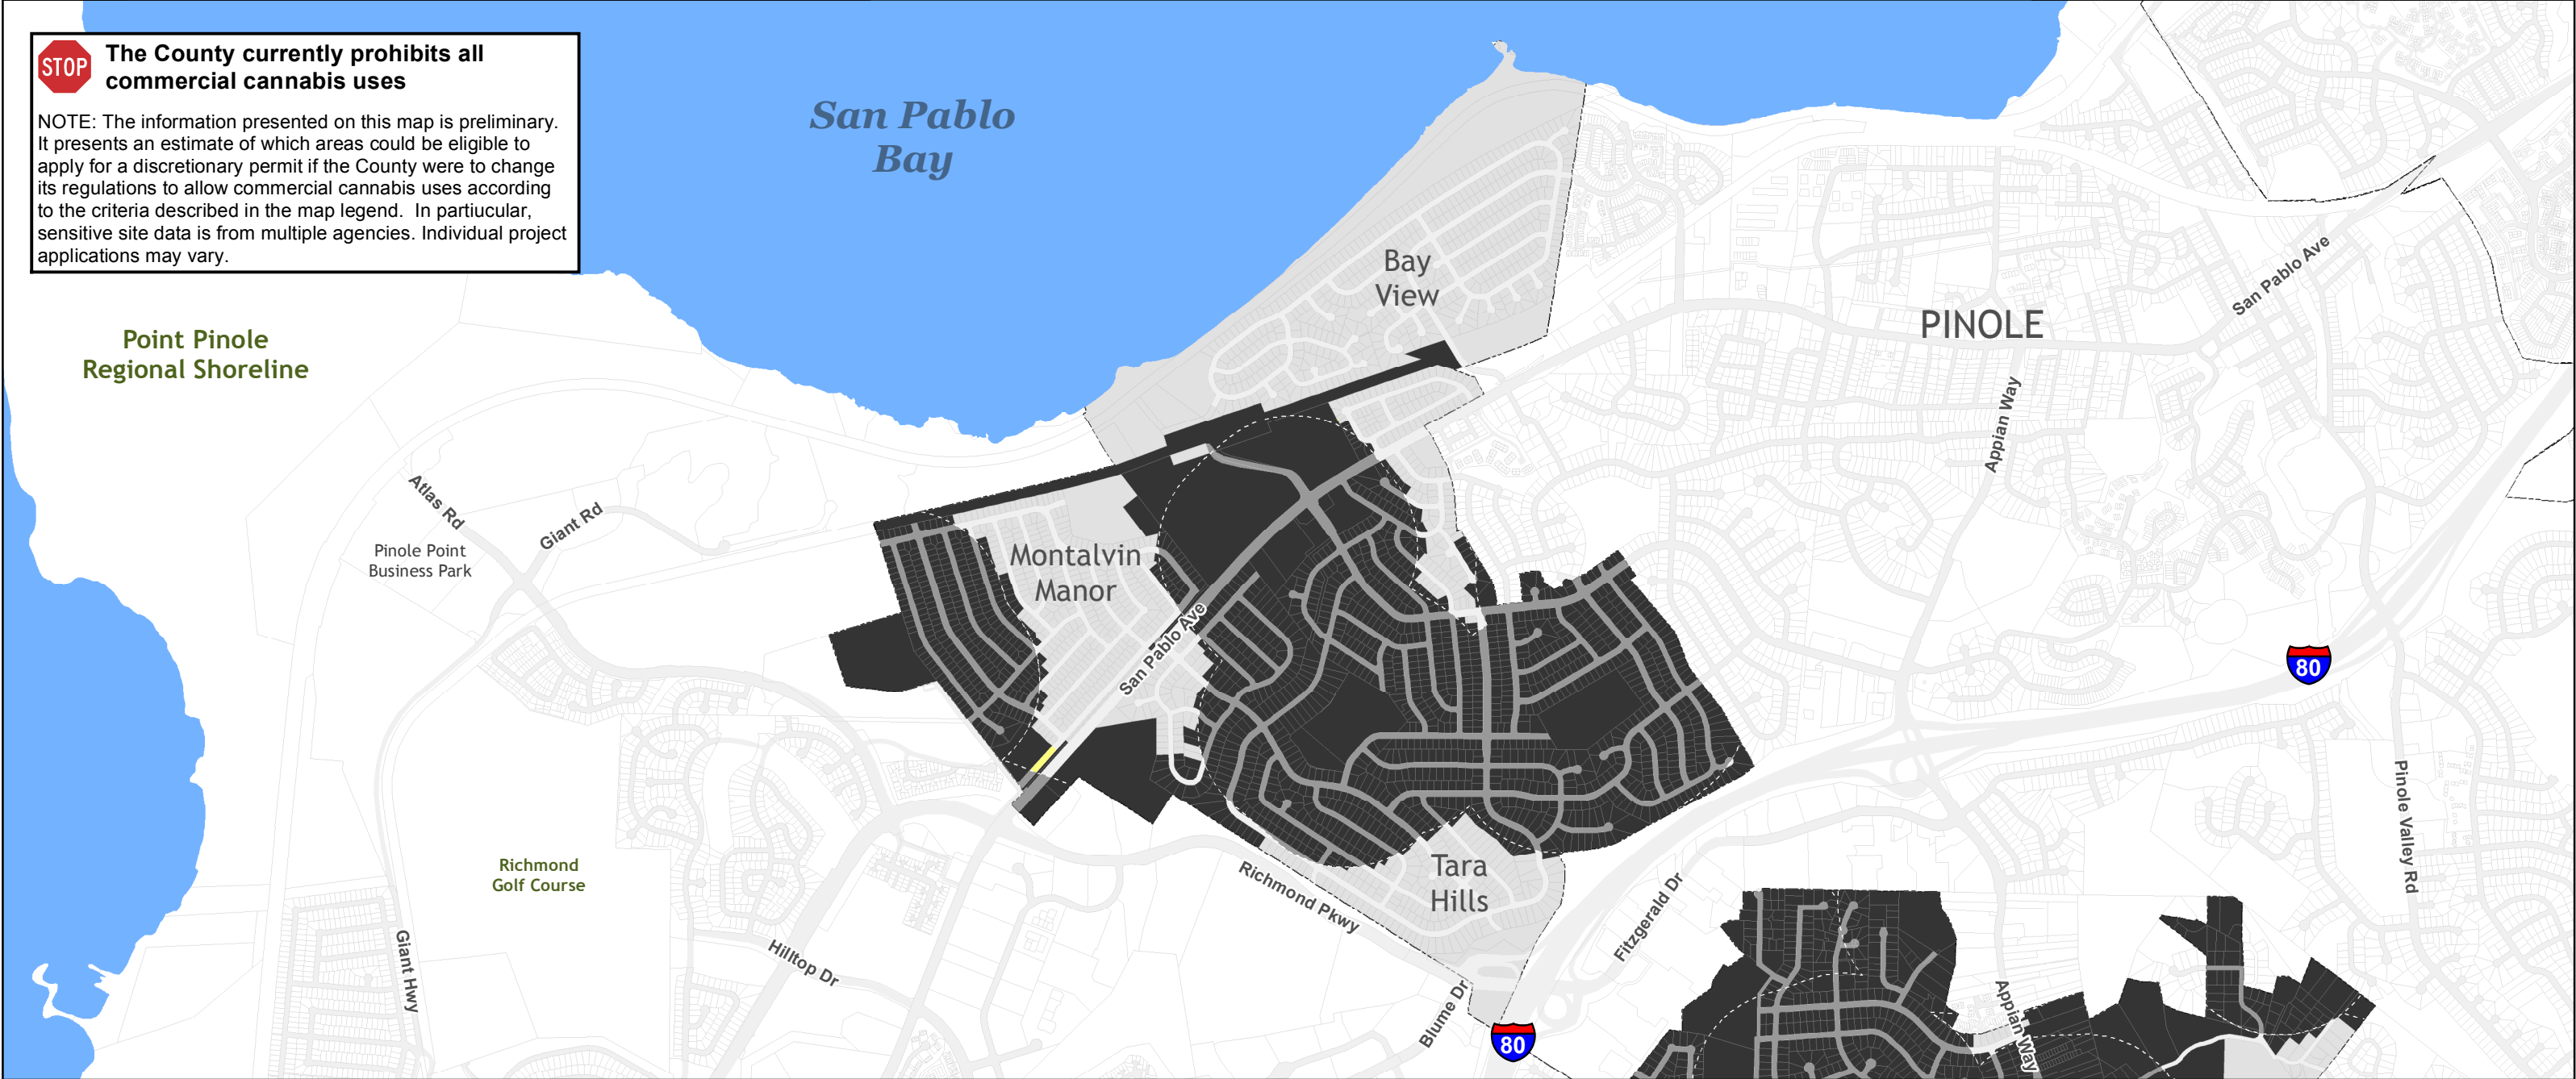 STOP
The County currently prohibits all
commercial cannabis uses
NOTE: The information presented on this map is preliminary.
It presents an estimate of which areas could be eligible to
apply for a discretionary permit if the County were to change
its regulations to allow commercial cannabis uses according
to the criteria described in the map legend.  In partiucular,
sensitive site data is from multiple agencies. Individual project
applications may vary.
San Pablo
Bay
Point Pinole
Regional Shoreline
Bay
View
PINOLE
San Pablo Ave
Appian Way
Atlas Rd
Giant Rd
Pinole Point
Business Park
Montalvin
Manor
San Pablo Ave
80
Pinole Valley Rd
Richmond
Golf Course
Tara
Hills
Richmond Pkwy
Fitzgerald Dr
Giant Hwy
Hilltop Dr
Blume Dr
80
Appian Way